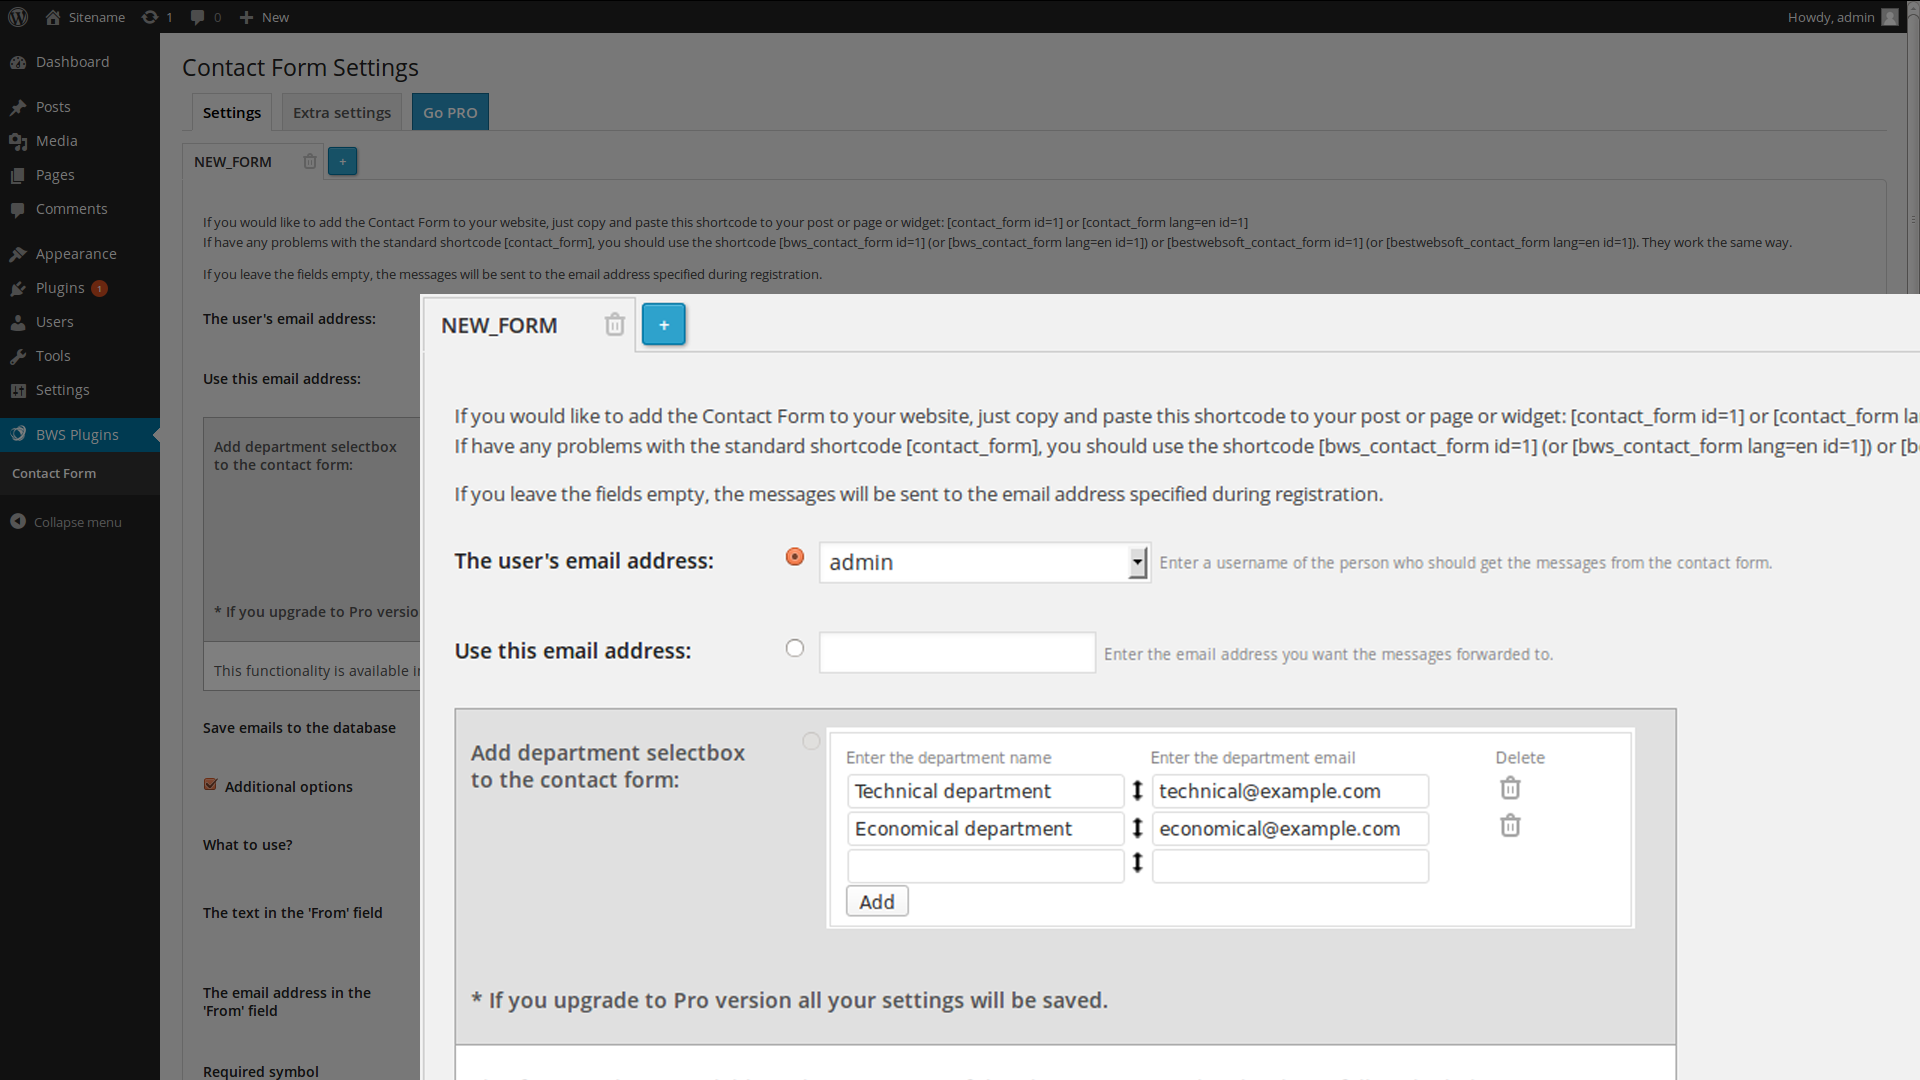 Sitename 1 0 New Howdy, admin
Dashboard
Posts
Media
Pages
Comments
Appearance
Plugins 1
Users
Tools
Settings
BWS Plugins
Contact Form
Collapse menu
Contact Form Settings
Settings Extra settings Go PRO
NEW_FORM +
If you would like to add the Contact Form to your website, just copy and paste this shortcode to your post or page or widget: [contact_form id=1] or [contact_form lang=en id=1]
If have any problems with the standard shortcode [contact_form], you should use the shortcode [bws_contact_form id=1] (or [bws_contact_form lang=en id=1]) or [bestwebsoft_contact_form id=1] (or [bestwebsoft_contact_form lang=en id=1]). They work the same way.
If you leave the fields empty, the messages will be sent to the email address specified during registration.
The user's email address:
Use this email address:
Add department selectbox
to the contact form:
* If you upgrade to Pro versio
This functionality is available i
Save emails to the database
Additional options
What to use?
The text in the 'From' field
The email address in the
'From' field
Required symbol
NEW_FORM +
If you would like to add the Contact Form to your website, just copy and paste this shortcode to your post or page or widget: [contact_form id=1] or [contact_form la
If have any problems with the standard shortcode [contact_form], you should use the shortcode [bws_contact_form id=1] (or [bws_contact_form lang=en id=1]) or [b
If you leave the fields empty, the messages will be sent to the email address specified during registration.
The user's email address: admin Enter a username of the person who should get the messages from the contact form.
Use this email address: Enter the email address you want the messages forwarded to.
Add department selectbox
to the contact form:
Enter the department name Enter the department email Delete
Technical department technical@example.com
Economical department economical@example.com
Add
* If you upgrade to Pro version all your settings will be saved.